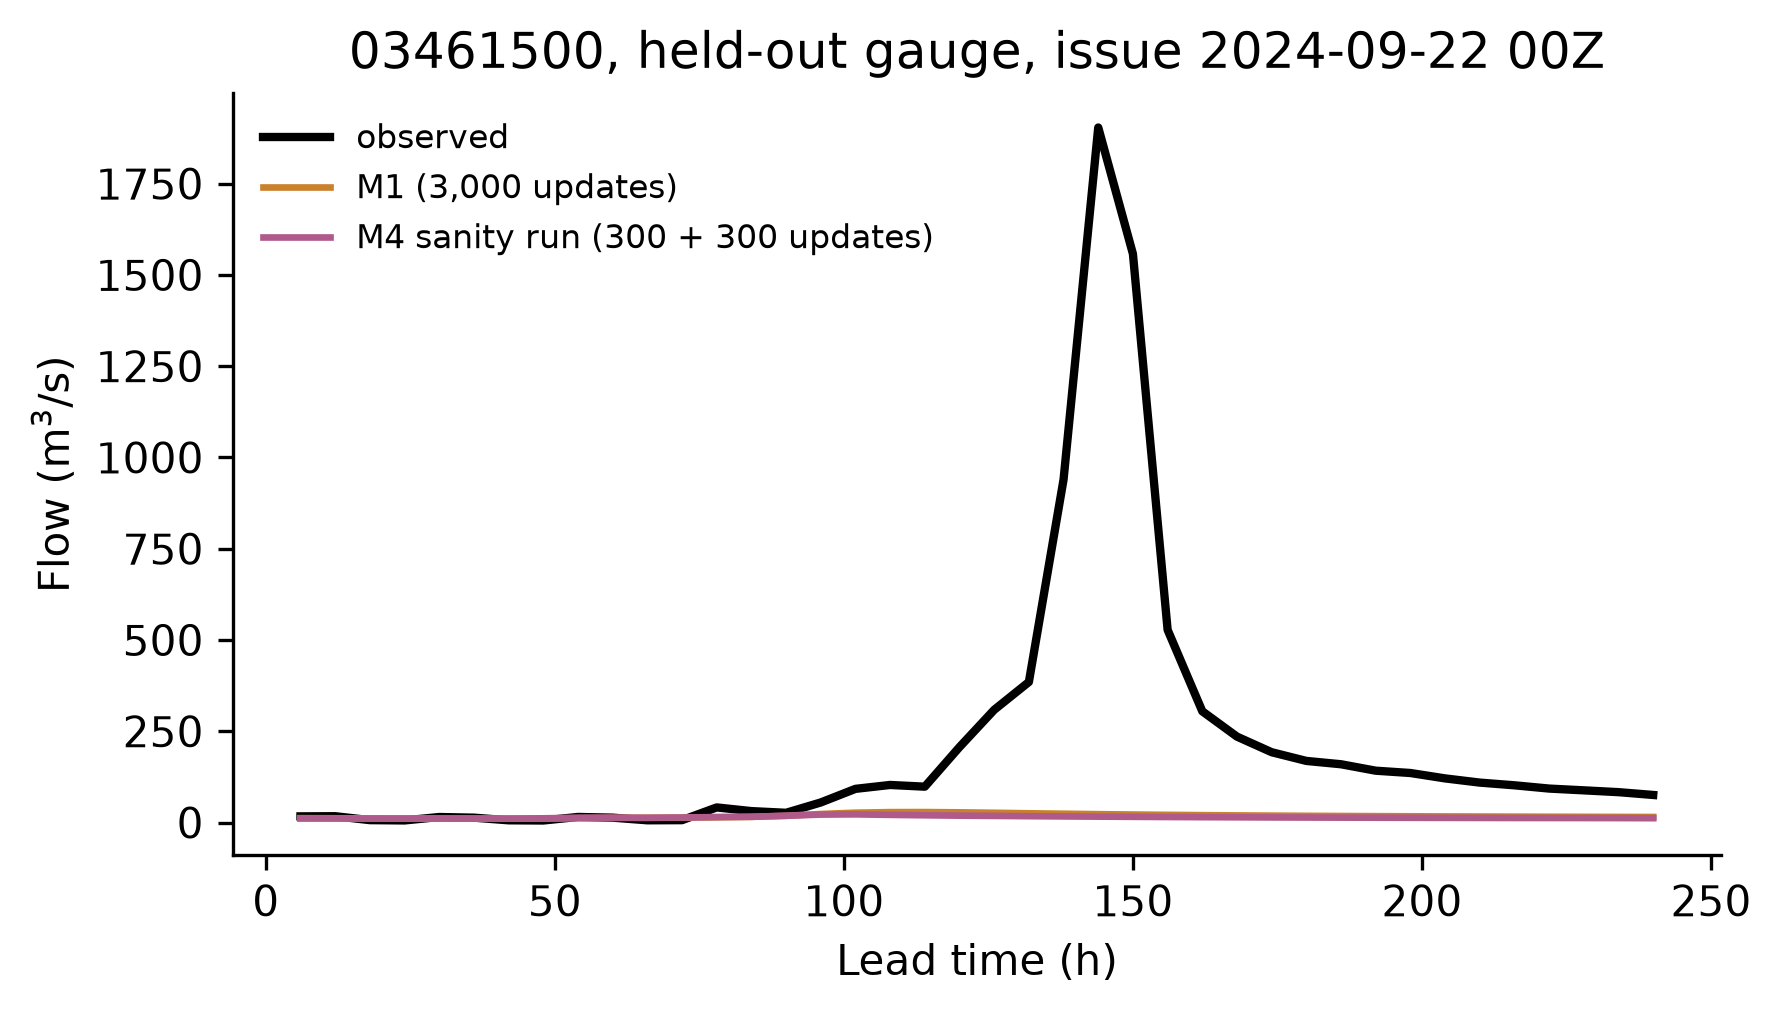 03461500, held-out gauge, issue 2024-09-22 00Z
observed
M1 (3,000 updates)
M4 sanity run (300 + 300 updates)
Flow (m³/s)
1750
1500
1250
1000
750
500
250
0
0 50 100 150 200 250
Lead time (h)